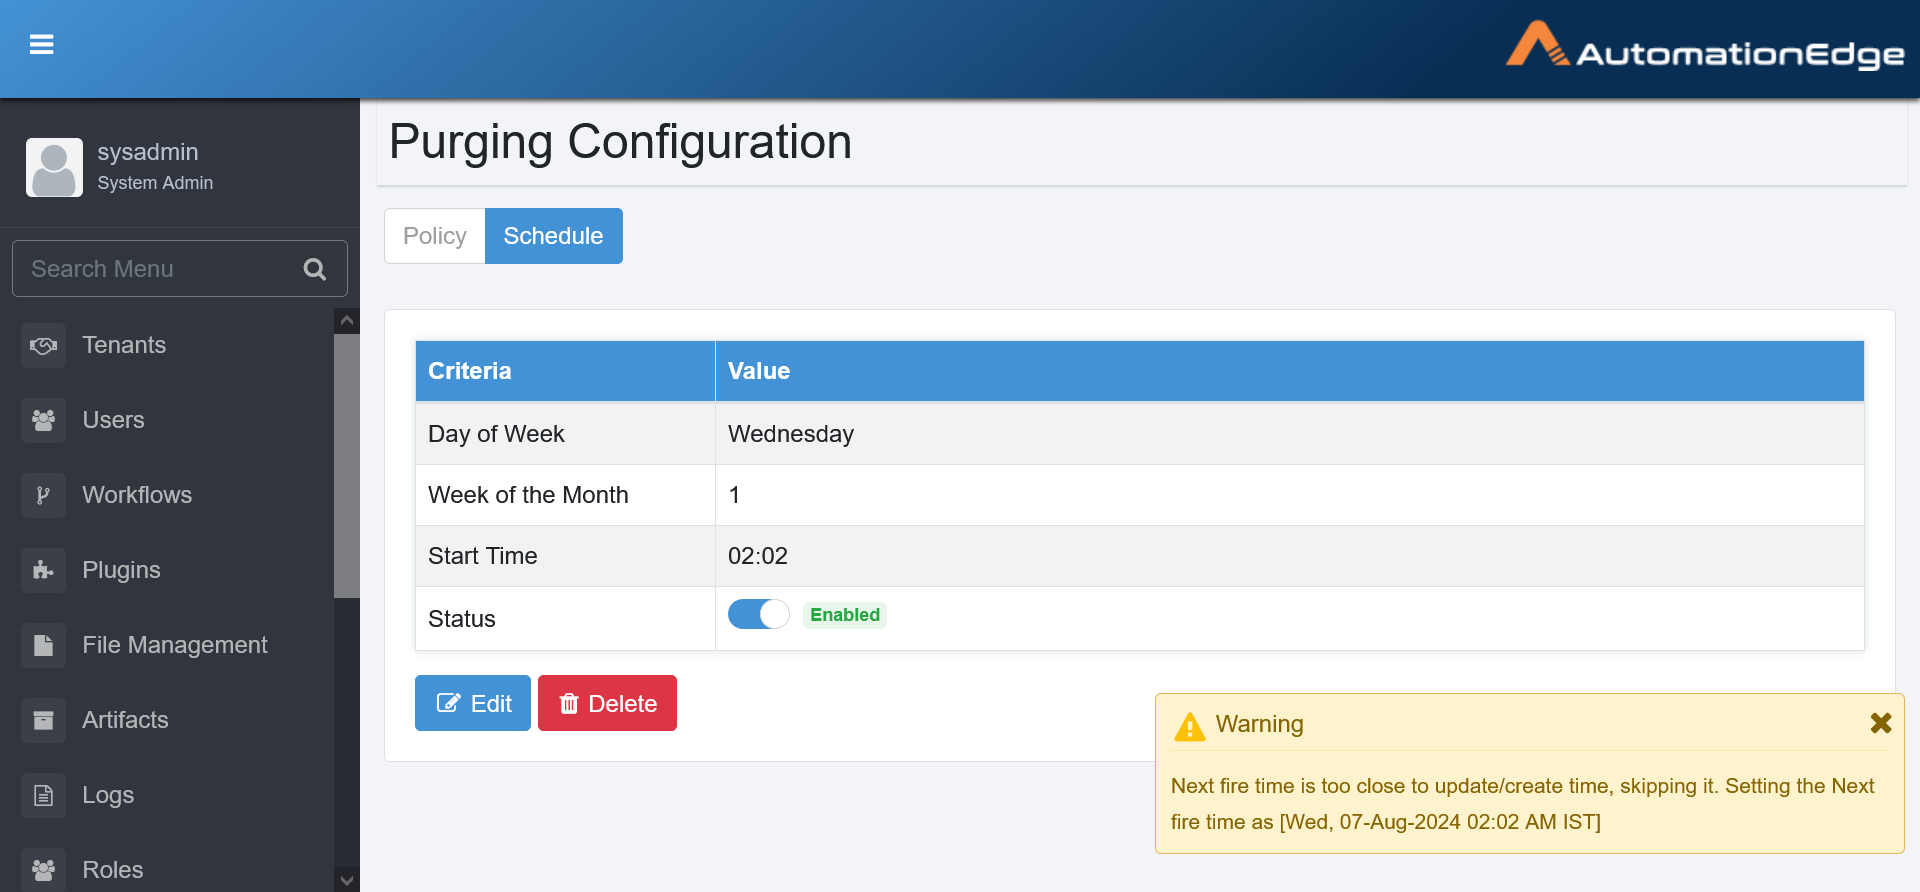 AutomationEdge
sysadmin
System Admin
Search Menu
Tenants
Users
Workflows
Plugins
File Management
Artifacts
Logs
Roles
Purging Configuration
Policy
Schedule
Criteria
Value
Day of Week
Wednesday
Week of the Month
1
Start Time
02:02
Status
Enabled
Edit
Delete
Warning
Next fire time is too close to update/create time, skipping it. Setting the Next
fire time as [Wed, 07-Aug-2024 02:02 AM IST]